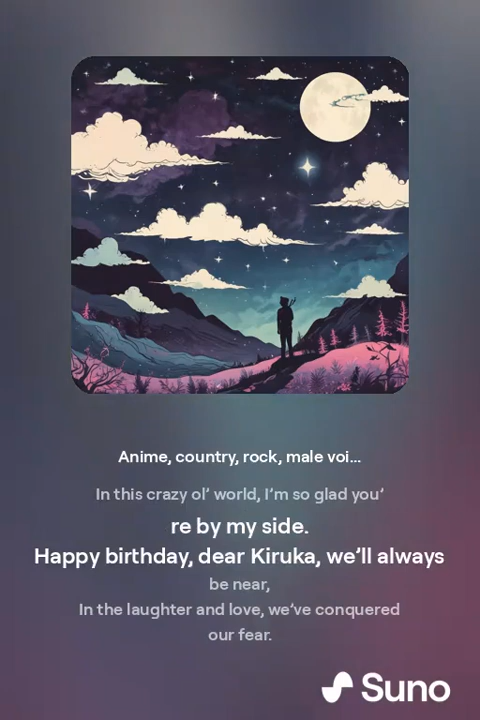 Anime, country, rock, male voi...
In this crazy ol’ world, I’m so glad you’
re by my side.
Happy birthday, dear Kiruka, we’ll always
be near,
In the laughter and love, we’ve conquered
our fear.
Suno